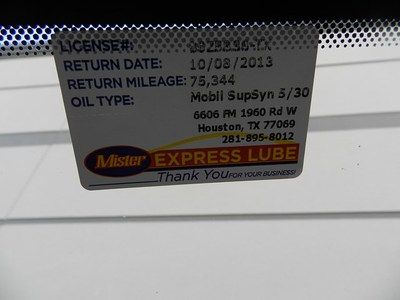 LICENSE#:
RETURN DATE: 10/08/2013
RETURN MILEAGE: 75,344
OIL TYPE: Mobil SupSyn 5/30
6606 FM 1960 Rd W
Houston, TX 77069
281-895-8012
Mister EXPRESS LUBE
Thank You FOR YOUR BUSINESS!